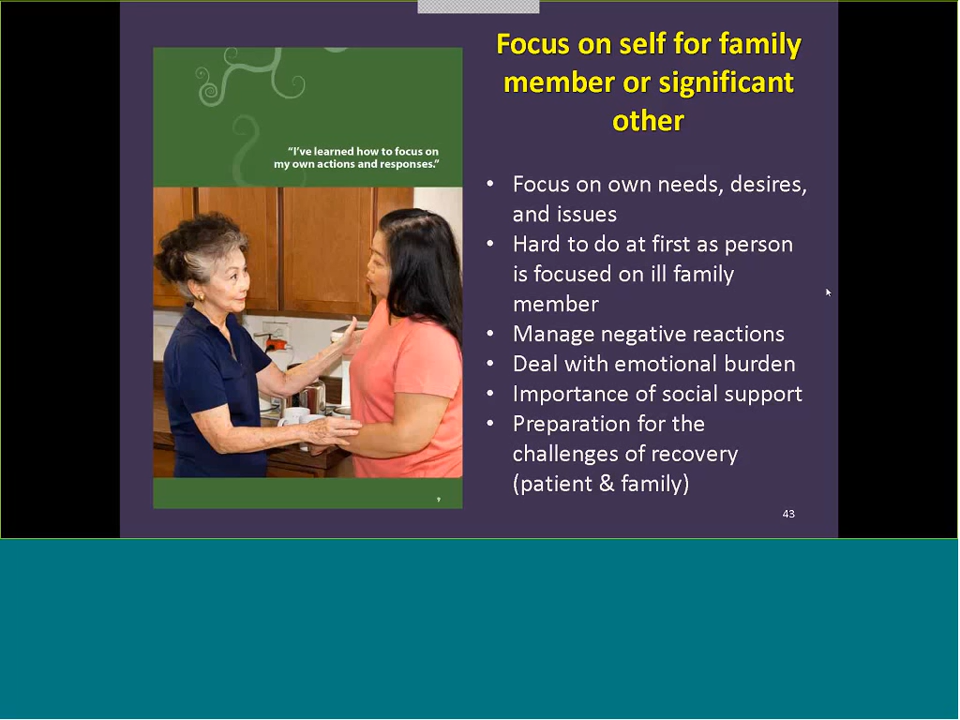 Focus on self for family
member or significant
other
“I’ve learned how to focus on
my own actions and responses.”
• Focus on own needs, desires,
and issues
• Hard to do at first as person
is focused on ill family
member
• Manage negative reactions
• Deal with emotional burden
• Importance of social support
• Preparation for the
challenges of recovery
(patient & family)
43